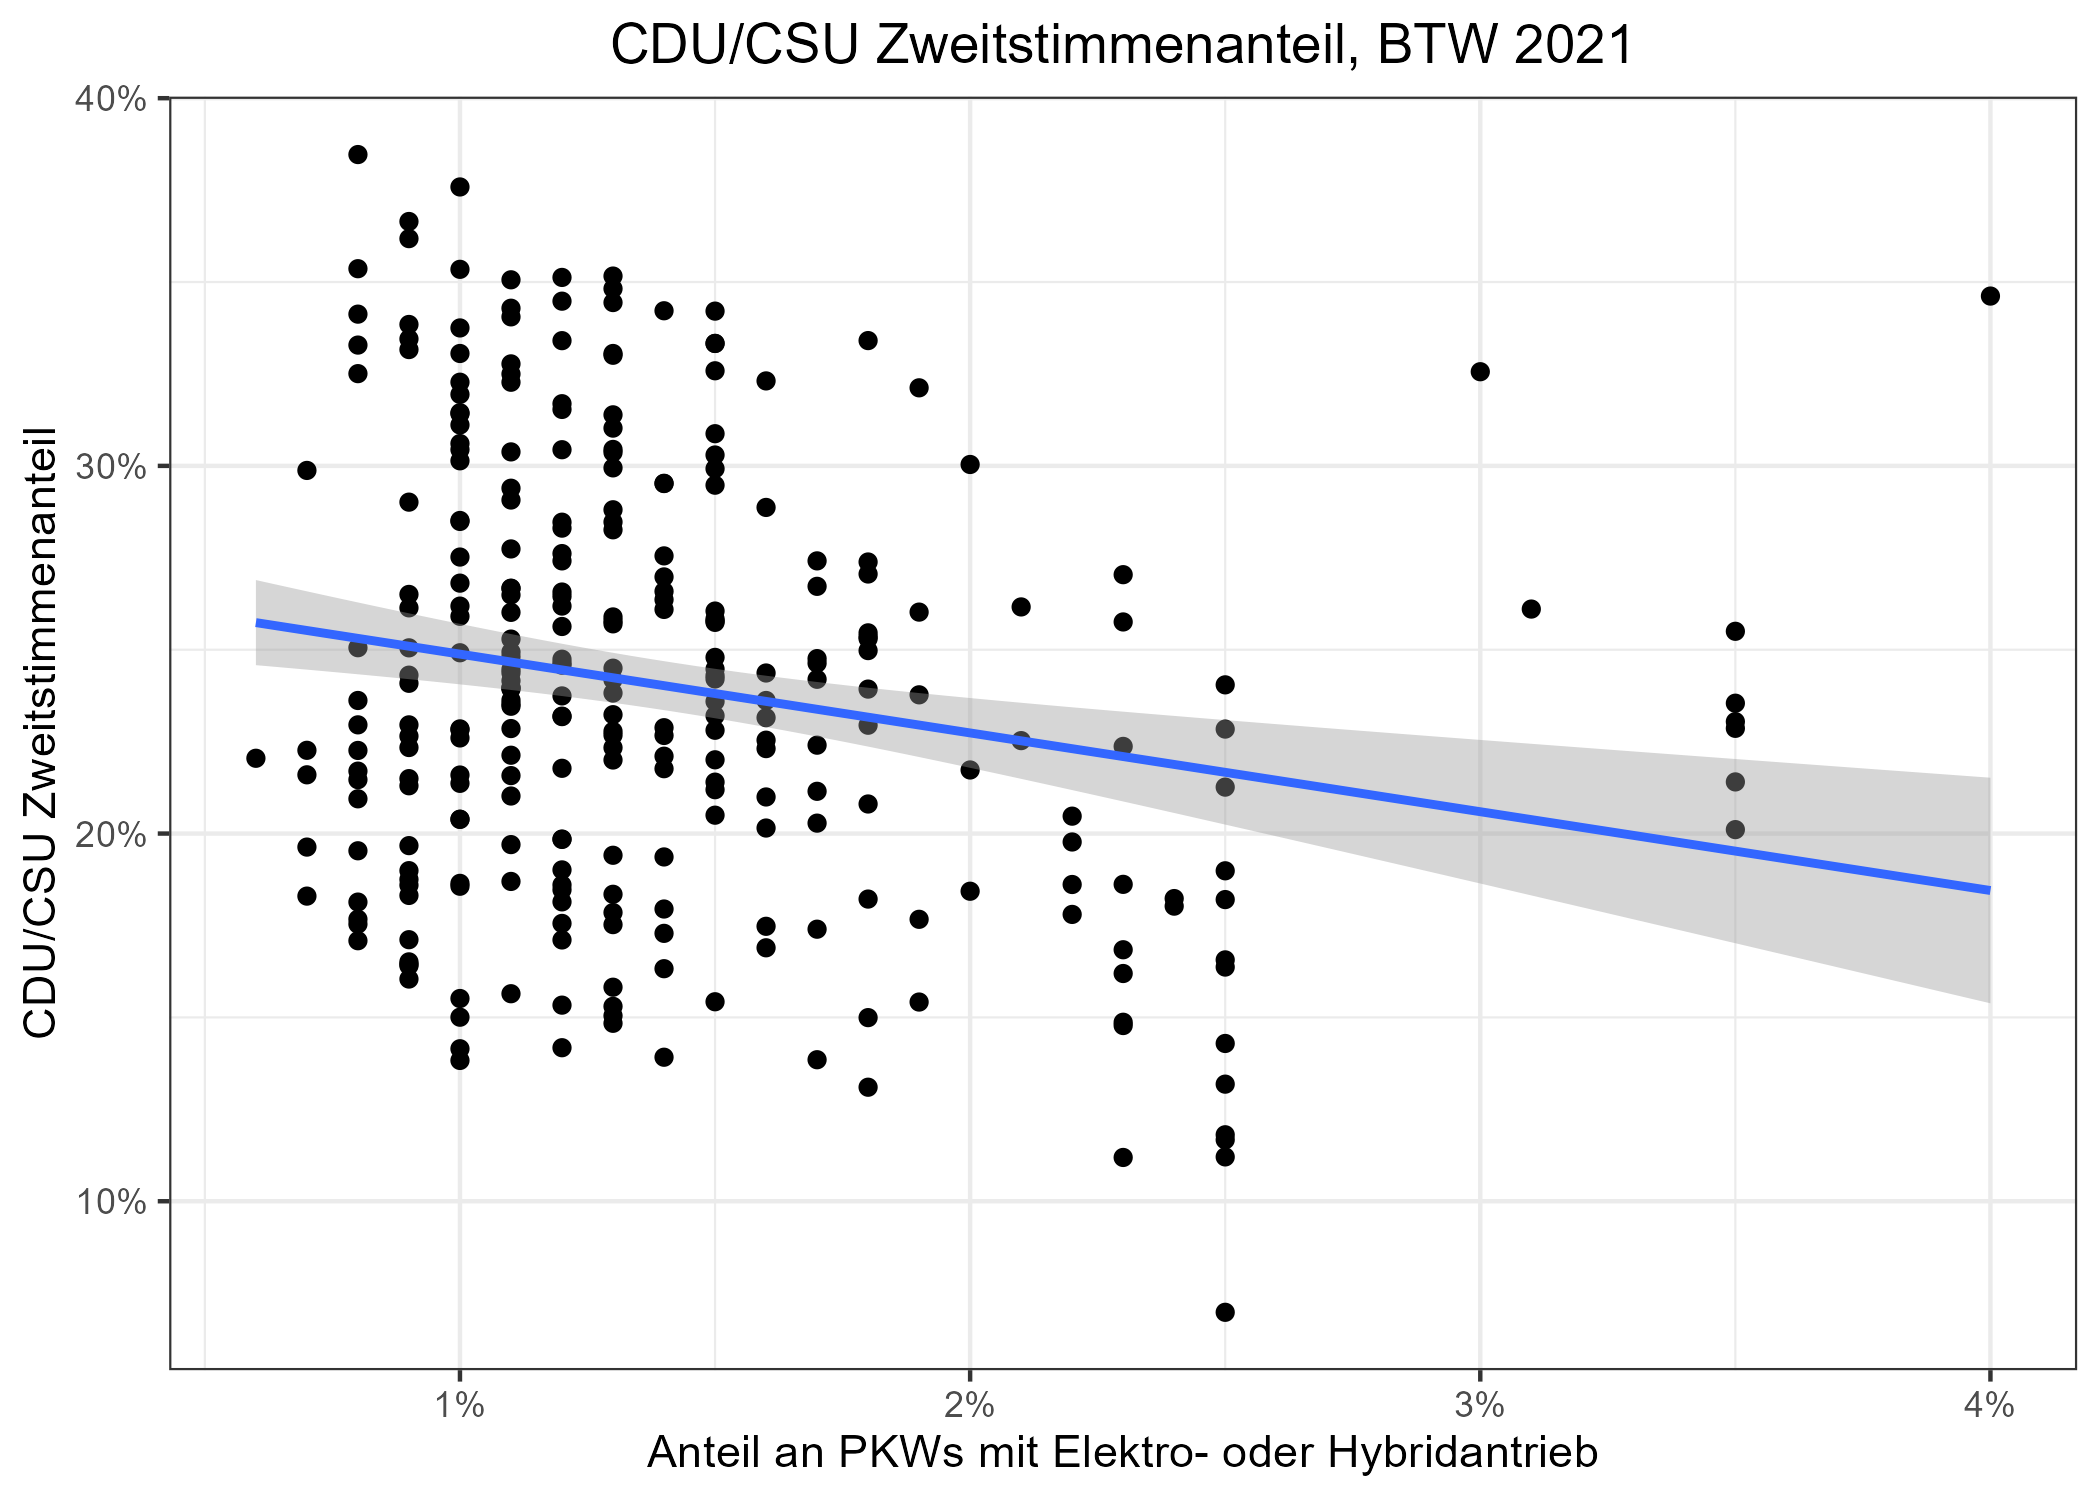 CDU/CSU Zweitstimmenanteil, BTW 2021
CDU/CSU Zweitstimmenanteil
40%
30%
20%
10%
1% 2% 3% 4%
Anteil an PKWs mit Elektro- oder Hybridantrieb